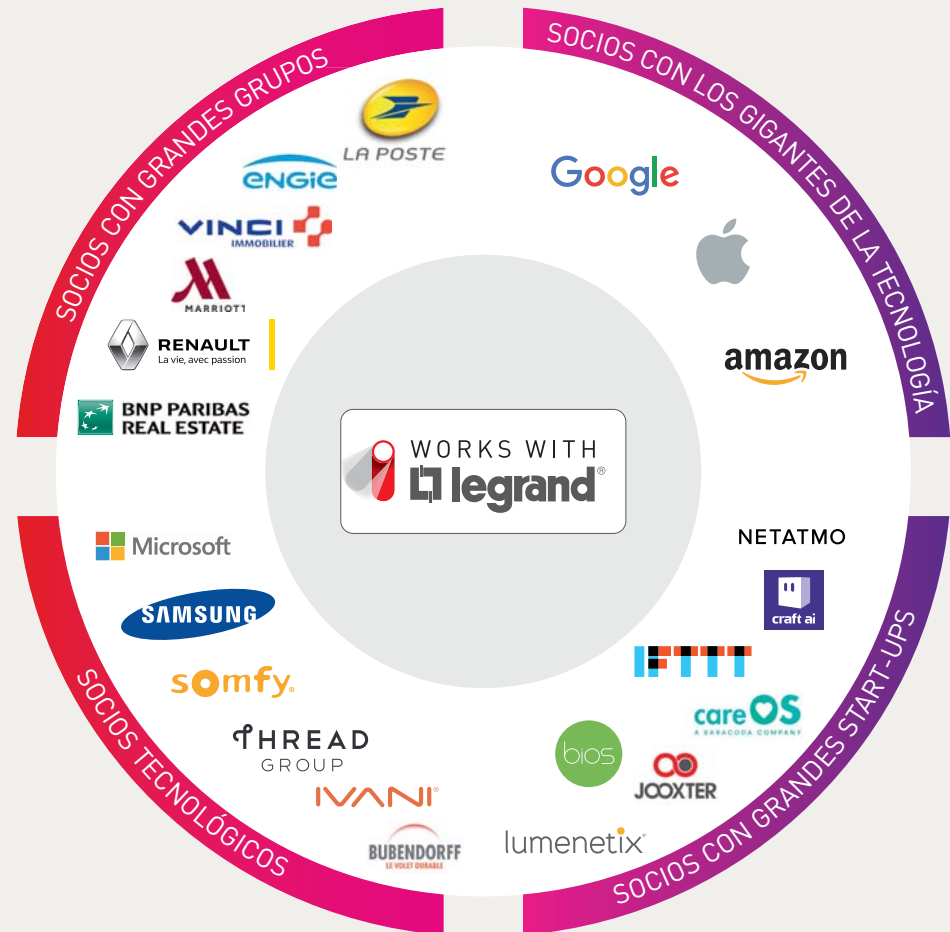 SOCIOS CON GRANDES GRUPOS
LA POSTE
ENGIE
VINCI
IMMOBILIER
MARRIOTT
RENAULT
La vie, avec passion
BNP PARIBAS
REAL ESTATE
SOCIOS CON LOS GIGANTES DE LA TECNOLOGÍA
Google
amazon
WORKS WITH
legrand®
Microsoft
SAMSUNG
somfy.
THREAD
GROUP
IVANI®
BUBENDORFF
LE VOLET DURABLE
SOCIOS TECNOLÓGICOS
NETATMO
craft ai
IFTTT
care OS
A BARACODA COMPANY
bios
JOOXTER
lumenetix
SOCIOS CON GRANDES START-UPS